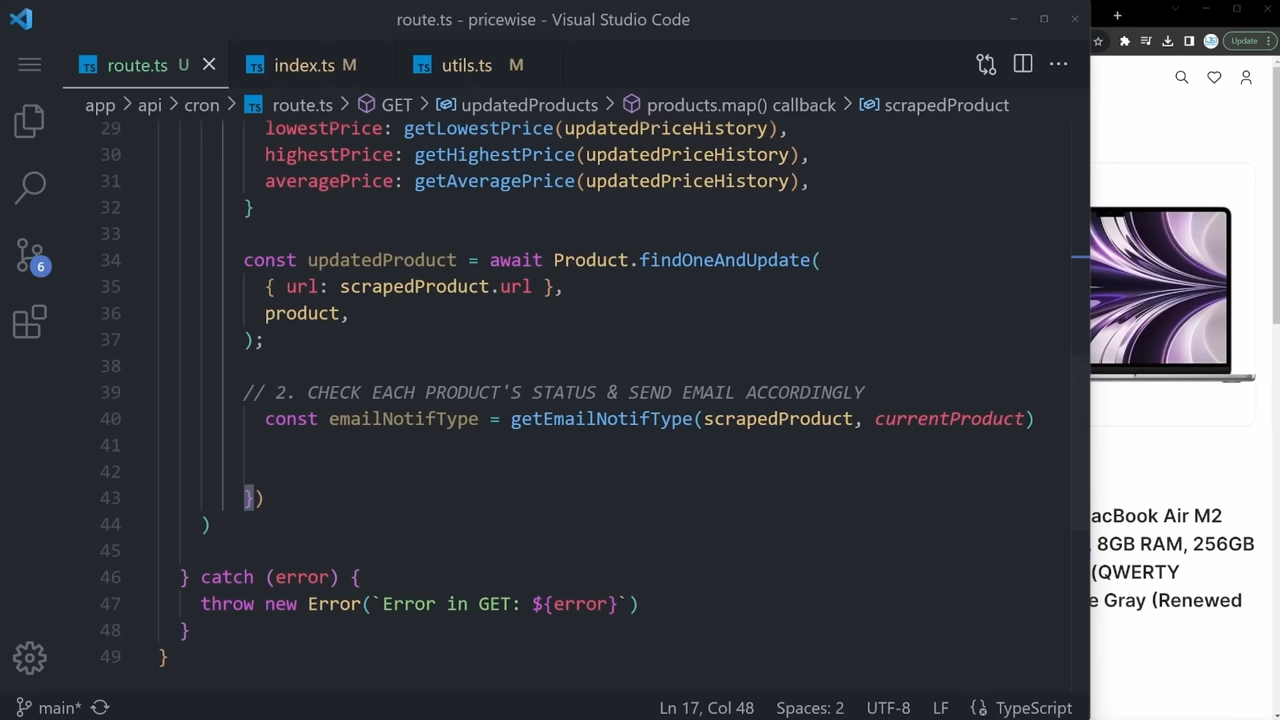 route.ts - pricewise - Visual Studio Code
Update
TS route.ts U
TS index.ts M
TS utils.ts M
app > api > cron > TS route.ts > GET > updatedProducts > products.map() callback > scrapedProduct
29 lowestPrice: getLowestPrice(updatedPriceHistory),
30 highestPrice: getHighestPrice(updatedPriceHistory),
31 averagePrice: getAveragePrice(updatedPriceHistory),
32 }
33
34 const updatedProduct = await Product.findOneAndUpdate(
35 { url: scrapedProduct.url },
36 product,
37 );
38
39 // 2. CHECK EACH PRODUCT'S STATUS & SEND EMAIL ACCORDINGLY
40 const emailNotifType = getEmailNotifType(scrapedProduct, currentProduct)
41
42
43 })
44 )
45
46 } catch (error) {
47 throw new Error(`Error in GET: ${error}`)
48 }
49 }
6
acBook Air M2
, 8GB RAM, 256GB
(QWERTY
e Gray (Renewed
main*
Ln 17, Col 48
Spaces: 2
UTF-8
LF
TypeScript